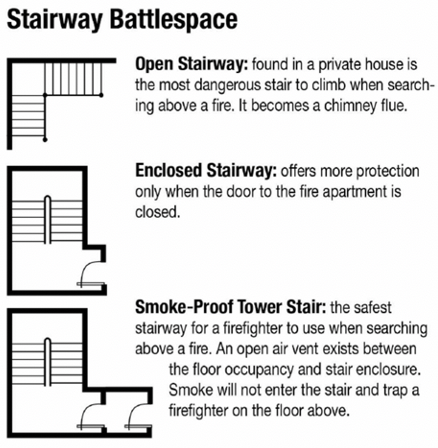 Stairway Battlespace
Open Stairway: found in a private house is
the most dangerous stair to climb when search-
ing above a fire. It becomes a chimney flue.
Enclosed Stairway: offers more protection
only when the door to the fire apartment is
closed.
Smoke-Proof Tower Stair: the safest
stairway for a firefighter to use when searching
above a fire. An open air vent exists between
the floor occupancy and stair enclosure.
Smoke will not enter the stair and trap a
firefighter on the floor above.